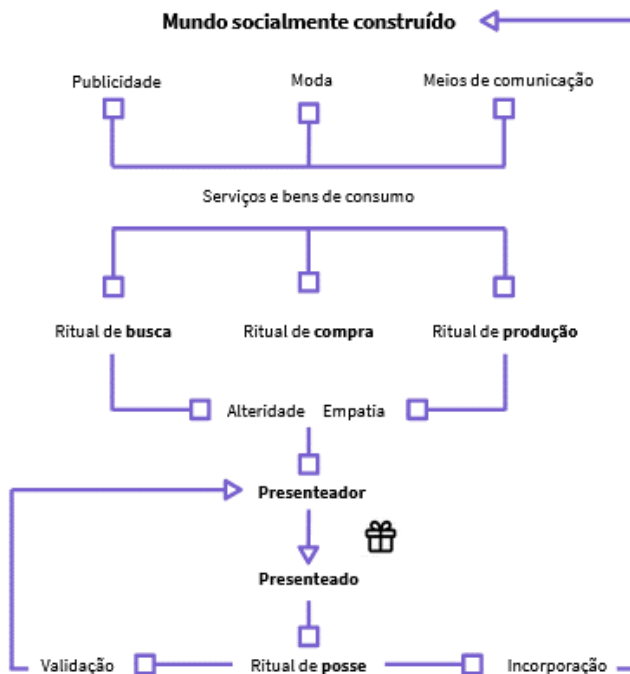 Mundo socialmente construído
Publicidade
Moda
Meios de comunicação
Serviços e bens de consumo
Ritual de busca
Ritual de compra
Ritual de produção
Alteridade
Empatia
Presenteador
Presenteado
Validação
Ritual de posse
Incorporação